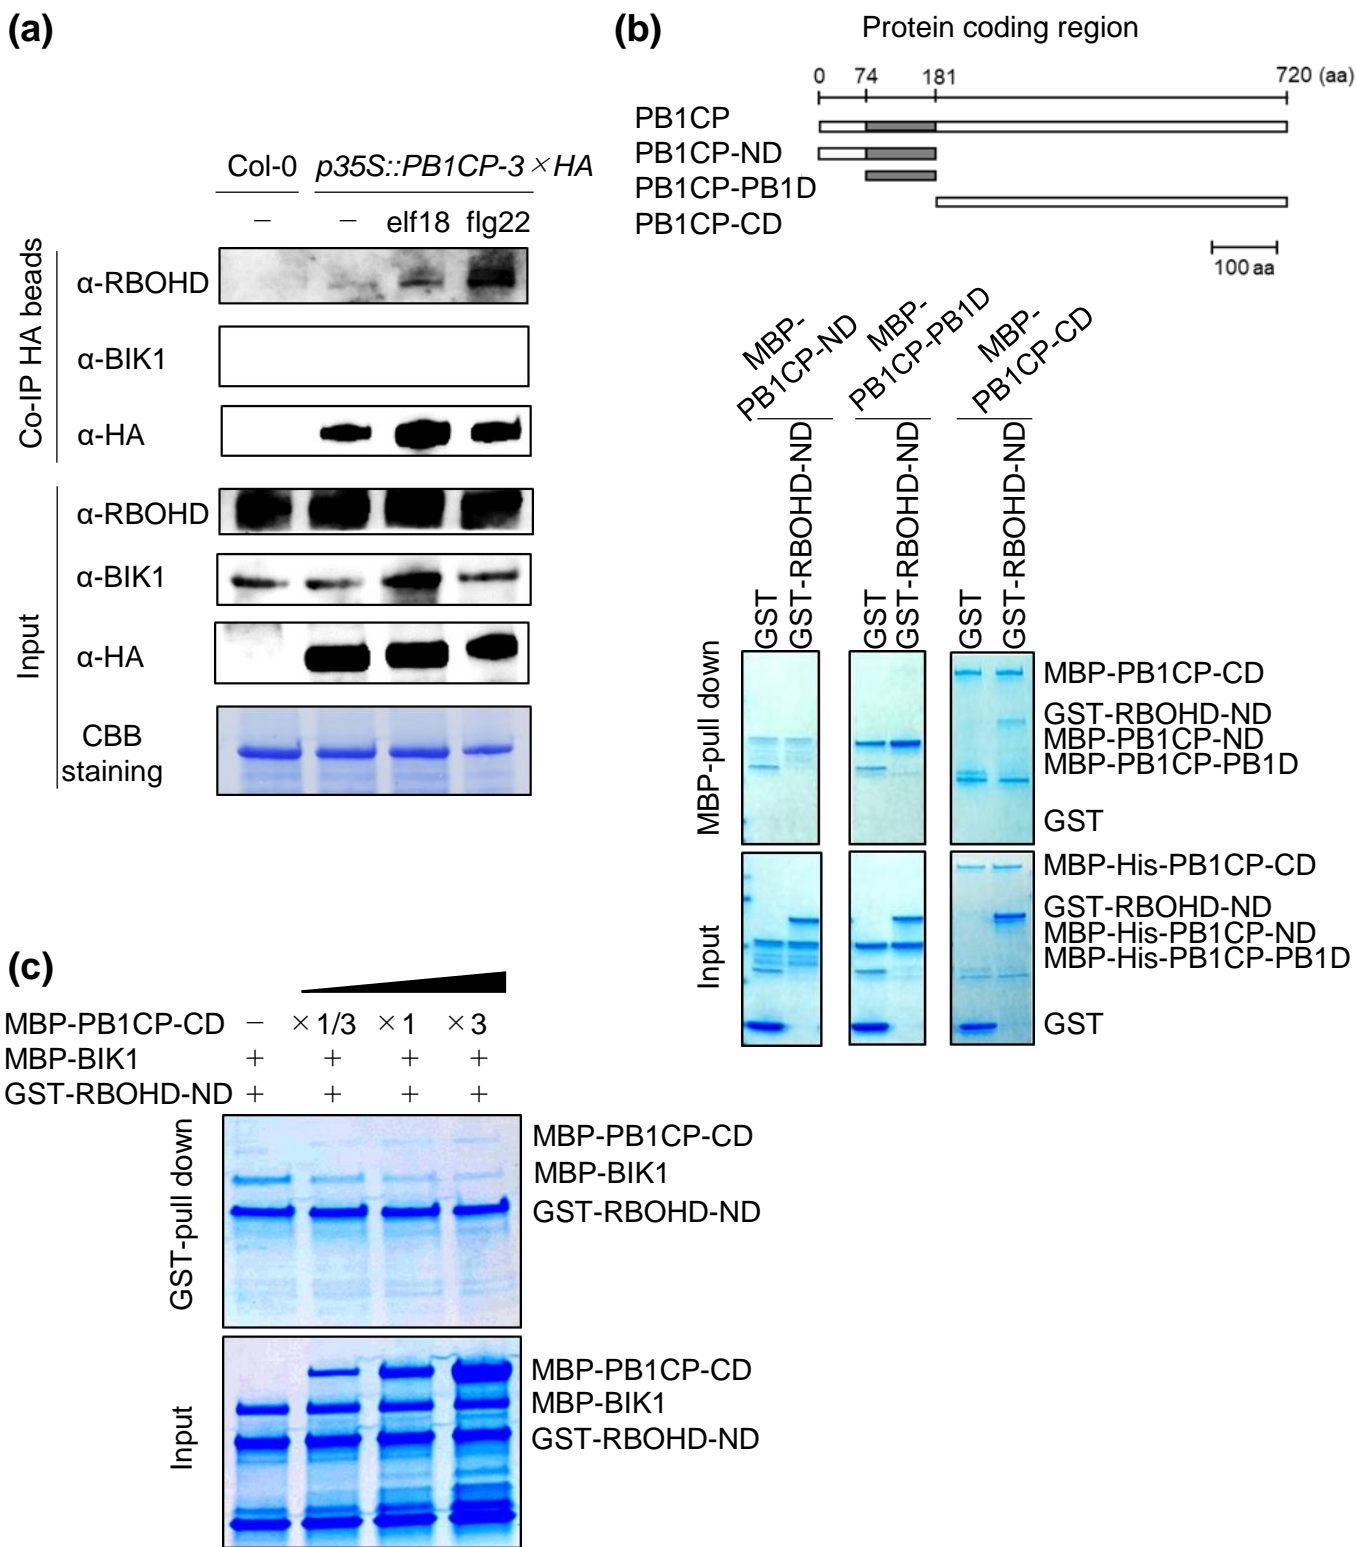 (a)
Col-0 p35S::PB1CP-3×HA
− − elf18 flg22
Co-IP HA beads
α-RBOHD
α-BIK1
α-HA
Input
α-RBOHD
α-BIK1
α-HA
CBB
staining
(b)
Protein coding region
0 74 181 720 (aa)
PB1CP
PB1CP-ND
PB1CP-PB1D
PB1CP-CD
100 aa
MBP-
PB1CP-ND
MBP-
PB1CP-PB1D
MBP-
PB1CP-CD
GST
GST-RBOHD-ND
GST
GST-RBOHD-ND
GST
GST-RBOHD-ND
MBP-pull down
MBP-PB1CP-CD
GST-RBOHD-ND
MBP-PB1CP-ND
MBP-PB1CP-PB1D
GST
Input
MBP-His-PB1CP-CD
GST-RBOHD-ND
MBP-His-PB1CP-ND
MBP-His-PB1CP-PB1D
GST
(c)
MBP-PB1CP-CD − ×1/3 ×1 ×3
MBP-BIK1 + + + +
GST-RBOHD-ND + + + +
GST-pull down
MBP-PB1CP-CD
MBP-BIK1
GST-RBOHD-ND
Input
MBP-PB1CP-CD
MBP-BIK1
GST-RBOHD-ND